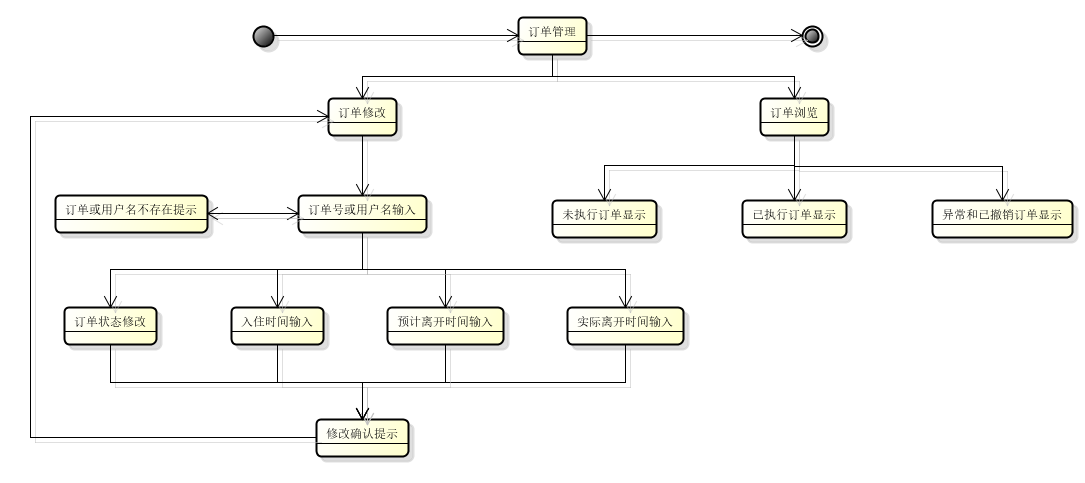 订单管理
订单修改
订单浏览
订单或用户名不存在提示
订单号或用户名输入
未执行订单显示
已执行订单显示
异常和已撤销订单显示
订单状态修改
入住时间输入
预计离开时间输入
实际离开时间输入
修改确认提示